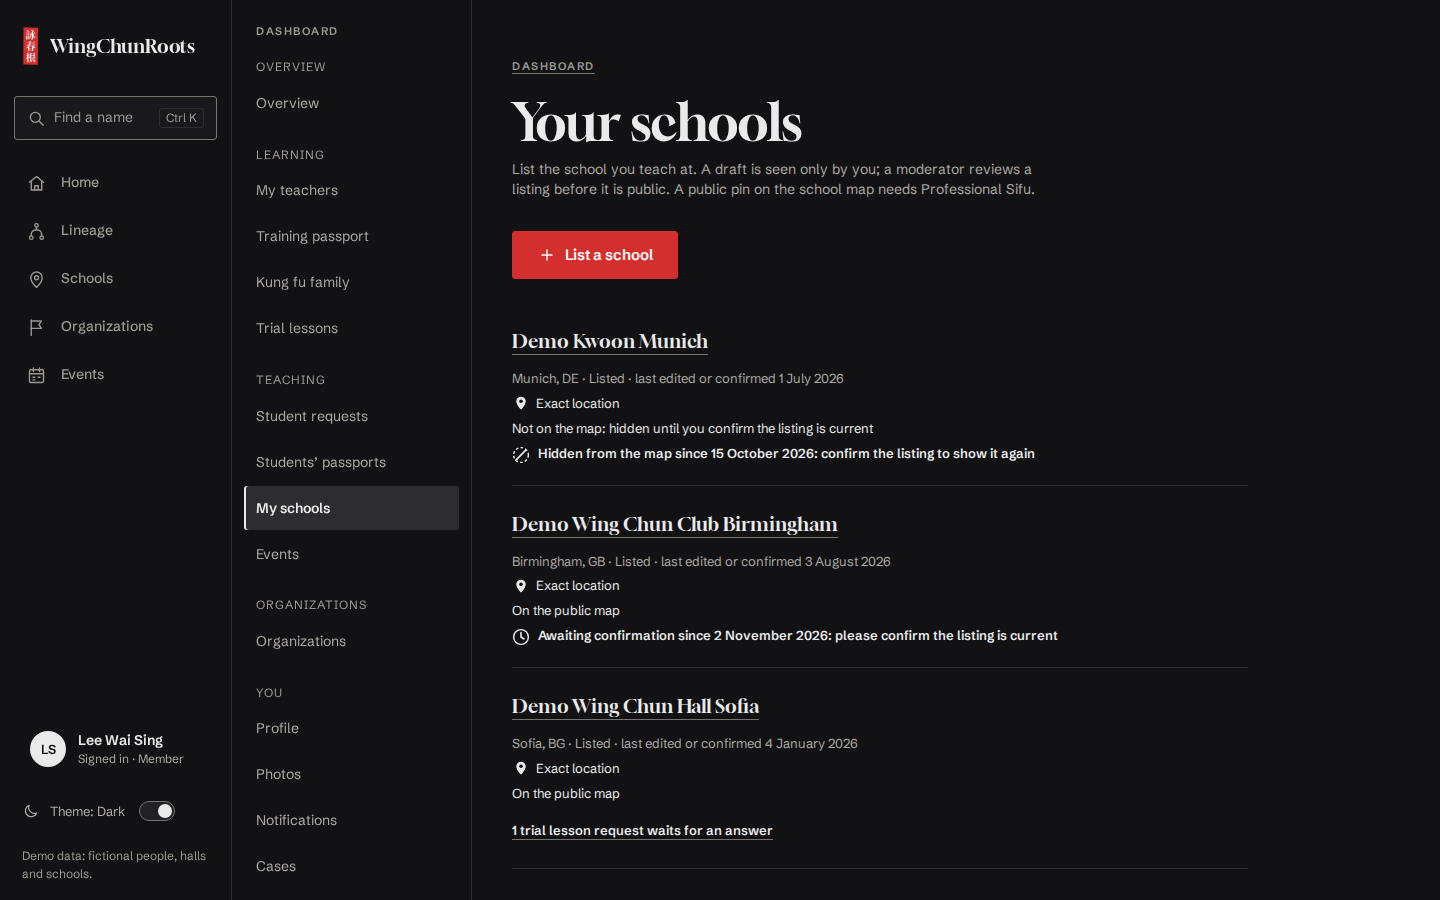 詠春根
WingChunRoots
Find a name
Ctrl K
Home
Lineage
Schools
Organizations
Events
LS
Lee Wai Sing
Signed in · Member
Theme: Dark
Demo data: fictional people, halls
and schools.
DASHBOARD
OVERVIEW
Overview
LEARNING
My teachers
Training passport
Kung fu family
Trial lessons
TEACHING
Student requests
Students’ passports
My schools
Events
ORGANIZATIONS
Organizations
YOU
Profile
Photos
Notifications
Cases
DASHBOARD
Your schools
List the school you teach at. A draft is seen only by you; a moderator reviews a
listing before it is public. A public pin on the school map needs Professional Sifu.
List a school
Demo Kwoon Munich
Munich, DE · Listed · last edited or confirmed 1 July 2026
Exact location
Not on the map: hidden until you confirm the listing is current
Hidden from the map since 15 October 2026: confirm the listing to show it again
Demo Wing Chun Club Birmingham
Birmingham, GB · Listed · last edited or confirmed 3 August 2026
Exact location
On the public map
Awaiting confirmation since 2 November 2026: please confirm the listing is current
Demo Wing Chun Hall Sofia
Sofia, BG · Listed · last edited or confirmed 4 January 2026
Exact location
On the public map
1 trial lesson request waits for an answer